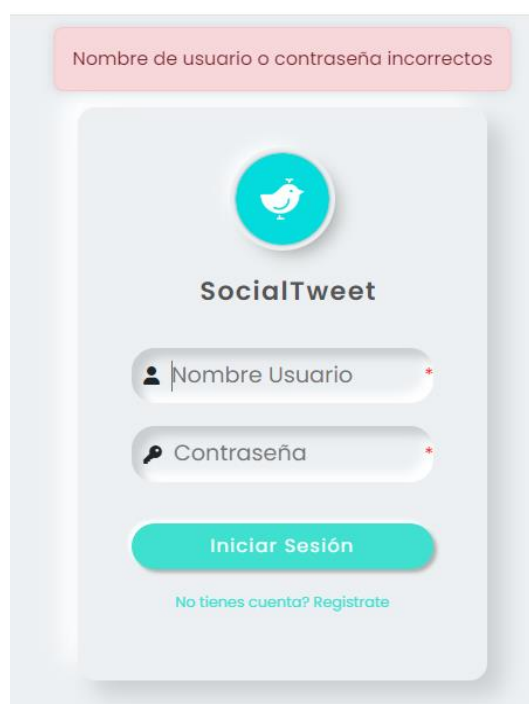 Nombre de usuario o contraseña incorrectos
SocialTweet
Nombre Usuario *
Contraseña *
Iniciar Sesión
No tienes cuenta? Registrate